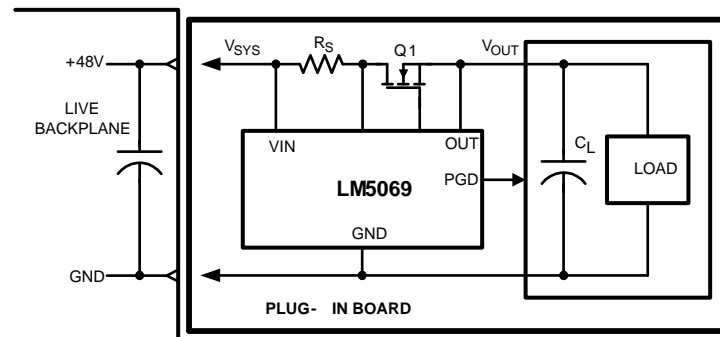 +48V
LIVE
BACKPLANE
GND
VSYS
RS
Q1
VOUT
VIN
OUT
LM5069
PGD
GND
CL
LOAD
PLUG- IN BOARD